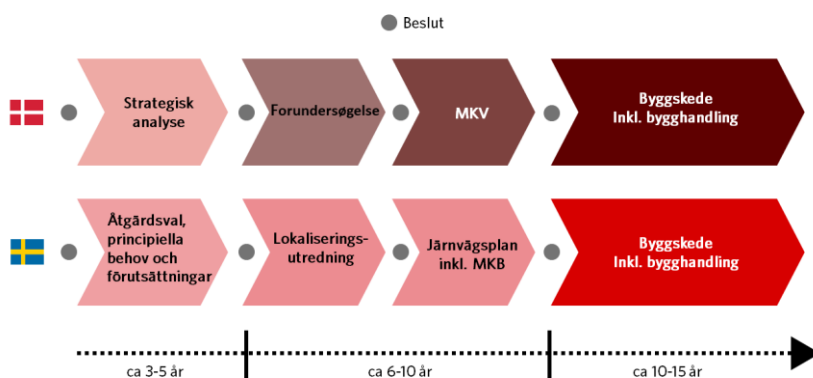 Beslut
Strategisk
analyse
Forundersøgelse
MKV
Byggskede
Inkl. bygghandling
Åtgärdsval,
principiella
behov och
förutsättningar
Lokaliserings-
utredning
Järnvägsplan
inkl. MKB
Byggskede
Inkl. bygghandling
ca 3-5 år
ca 6-10 år
ca 10-15 år